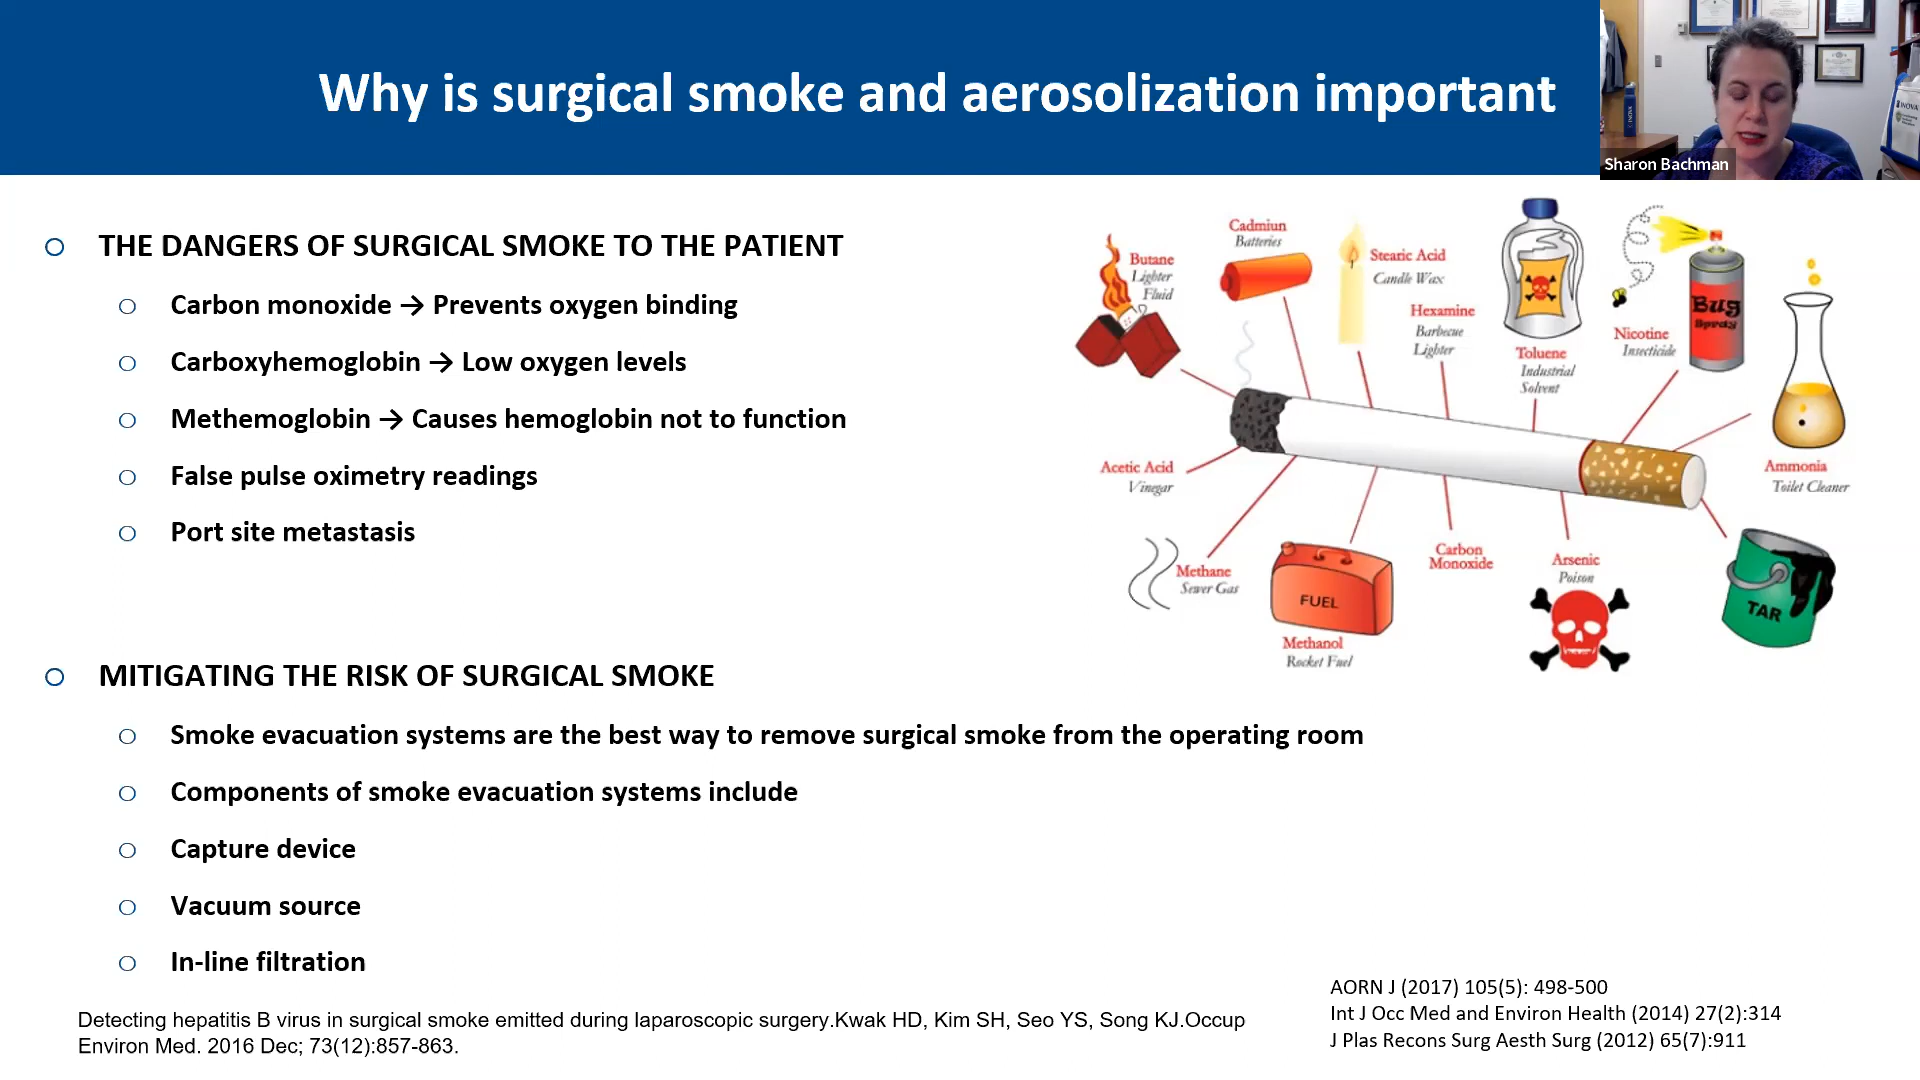 Why is surgical smoke and aerosolization important
Sharon Bachman
INOVA
THE DANGERS OF SURGICAL SMOKE TO THE PATIENT
Carbon monoxide → Prevents oxygen binding
Carboxyhemoglobin → Low oxygen levels
Methemoglobin → Causes hemoglobin not to function
False pulse oximetry readings
Port site metastasis
Butane
Lighter
Fluid
Cadmiun
Batteries
Stearic Acid
Candle Wax
Hexamine
Barbecue
Lighter
Toluene
Industrial
Solvent
Nicotine
Insecticide
Bug
Spray
Ammonia
Toilet Cleaner
Acetic Acid
Vinegar
Methane
Sewer Gas
FUEL
Methanol
Rocket Fuel
Carbon
Monoxide
Arsenic
Poison
TAR
MITIGATING THE RISK OF SURGICAL SMOKE
Smoke evacuation systems are the best way to remove surgical smoke from the operating room
Components of smoke evacuation systems include
Capture device
Vacuum source
In-line filtration
Detecting hepatitis B virus in surgical smoke emitted during laparoscopic surgery.Kwak HD, Kim SH, Seo YS, Song KJ.Occup
Environ Med. 2016 Dec; 73(12):857-863.
AORN J (2017) 105(5): 498-500
Int J Occ Med and Environ Health (2014) 27(2):314
J Plas Recons Surg Aesth Surg (2012) 65(7):911